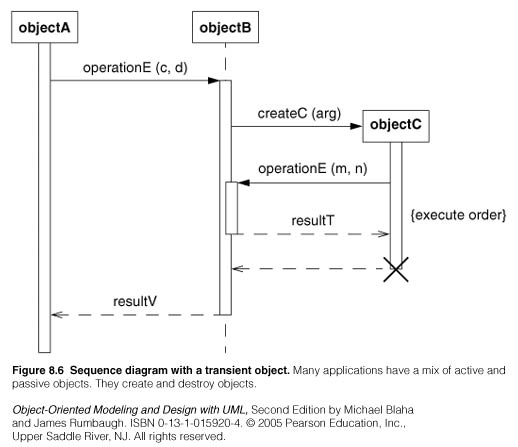 objectA
objectB
operationE (c, d)
createC (arg)
objectC
operationE (m, n)
resultT
{execute order}
resultV
Figure 8.6 Sequence diagram with a transient object. Many applications have a mix of active and
passive objects. They create and destroy objects.
Object-Oriented Modeling and Design with UML, Second Edition by Michael Blaha
and James Rumbaugh. ISBN 0-13-1-015920-4. © 2005 Pearson Education, Inc.,
Upper Saddle River, NJ. All rights reserved.